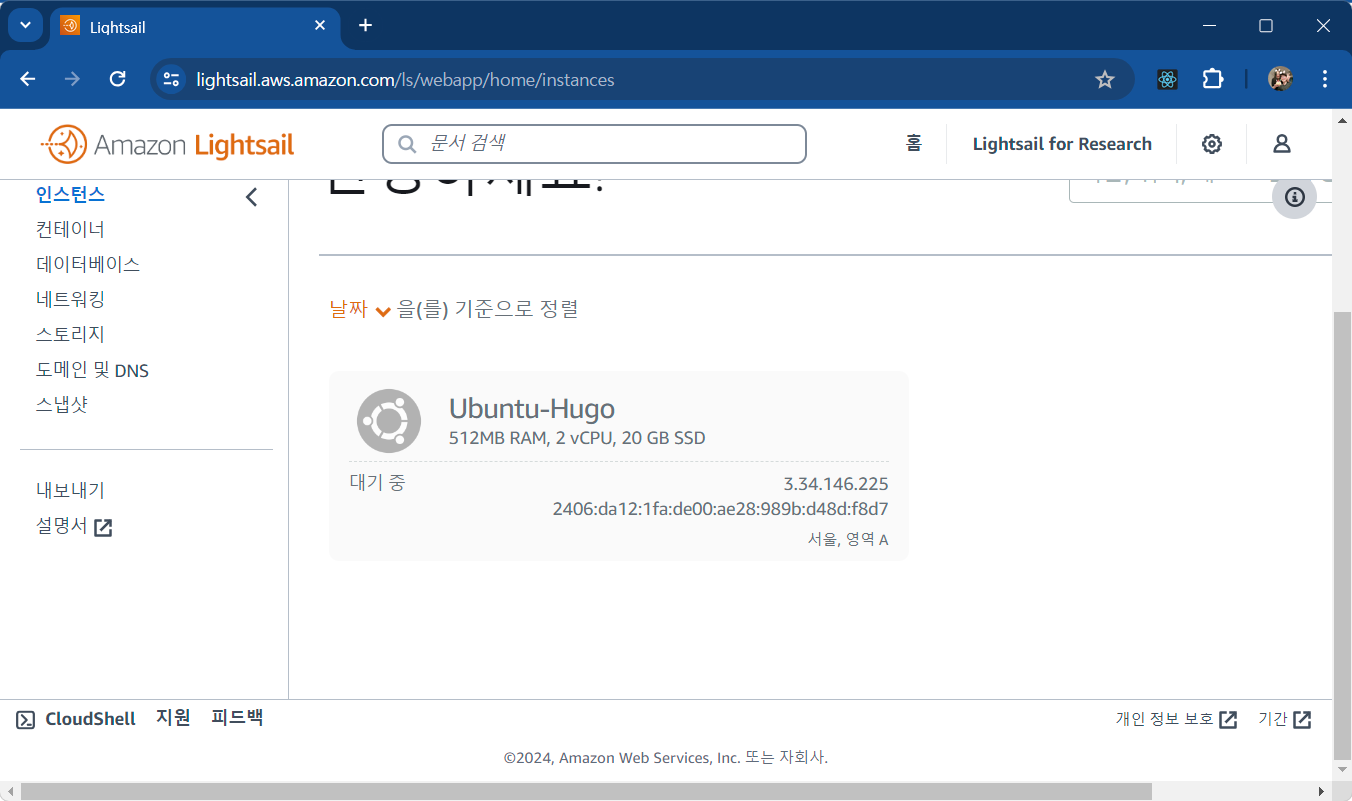 Lightsail
lightsail.aws.amazon.com/ls/webapp/home/instances
Amazon Lightsail
문서 검색
홈
Lightsail for Research
인스턴스
컨테이너
데이터베이스
네트워킹
스토리지
도메인 및 DNS
스냅샷
내보내기
설명서
날짜 을(를) 기준으로 정렬
Ubuntu-Hugo
512MB RAM, 2 vCPU, 20 GB SSD
대기 중
3.34.146.225
2406:da12:1fa:de00:ae28:989b:d48d:f8d7
서울, 영역 A
CloudShell 지원 피드백
개인 정보 보호 기간
©2024, Amazon Web Services, Inc. 또는 자회사.